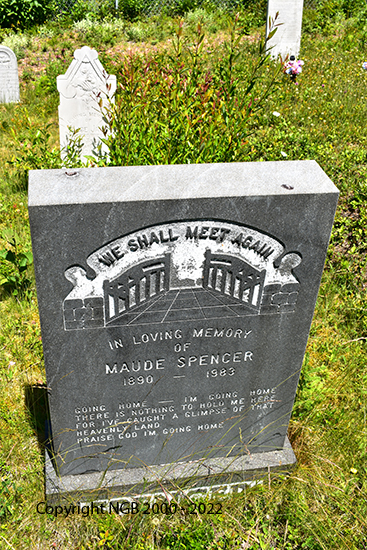 WE SHALL MEET AGAIN
IN LOVING MEMORY
OF
MAUDE SPENCER
1890 — 1983
GOING HOME — I'M GOING HOME
THERE IS NOTHING TO HOLD ME HERE
FOR I'VE CAUGHT A GLIMPSE OF THAT
HEAVENLY LAND
PRAISE GOD I'M GOING HOME
Copyright NGB 2000 - 2022